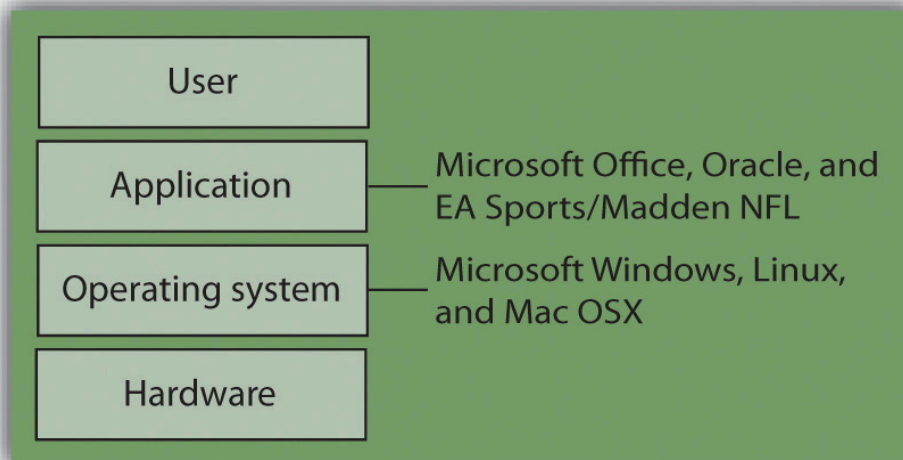 User
Application
Microsoft Office, Oracle, and
EA Sports/Madden NFL
Operating system
Microsoft Windows, Linux,
and Mac OSX
Hardware